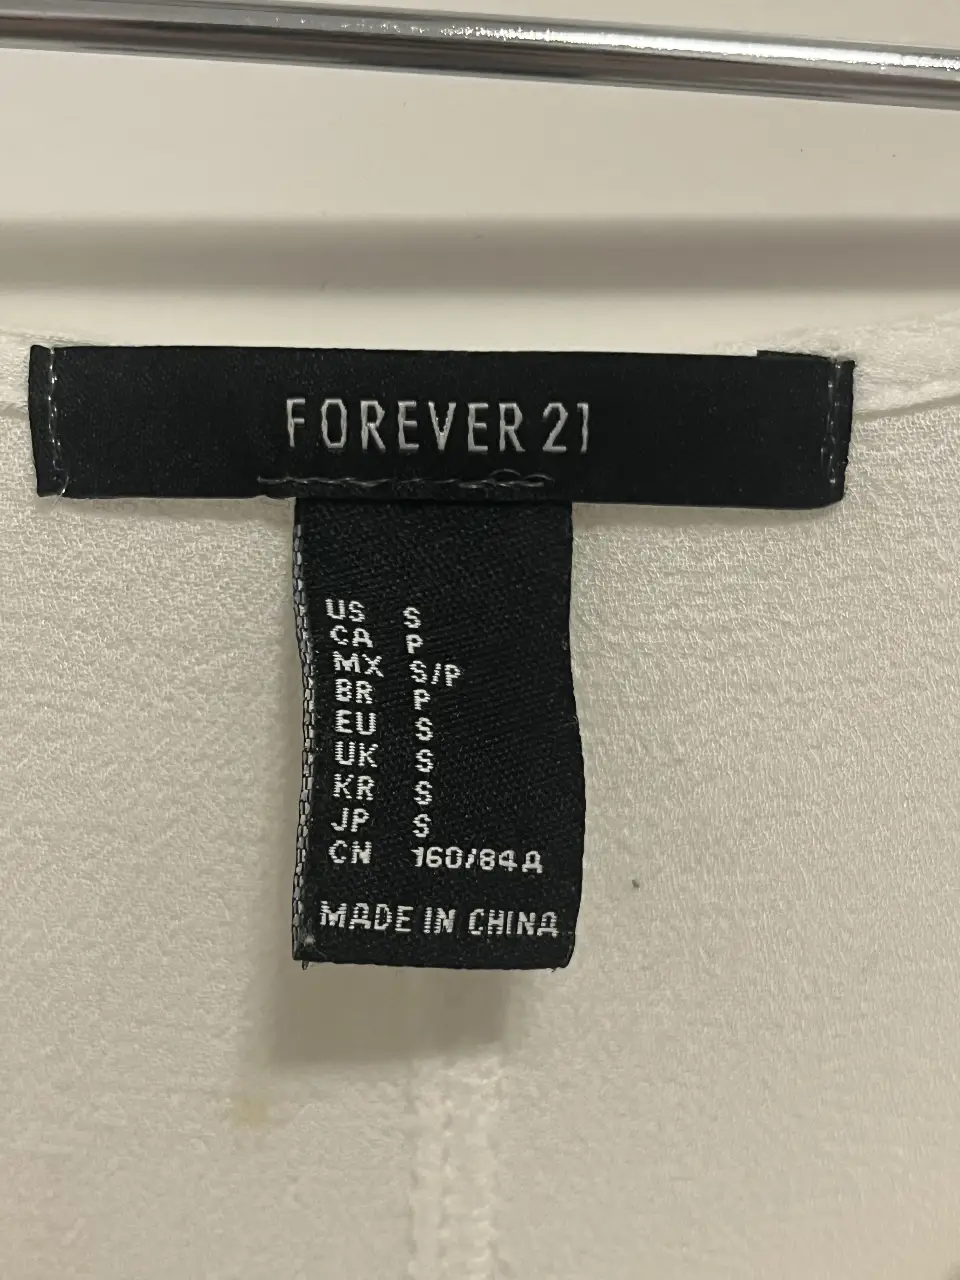 FOREVER 21
US S
CA P
MX S/P
BR P
EU S
UK S
KR S
JP S
CN 160/84A
MADE IN CHINA